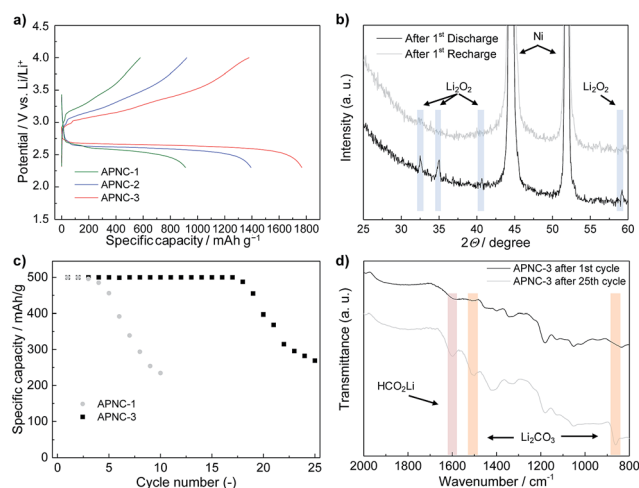 a)
Potential / V vs. Li/Li⁺
4.5
4.0
3.5
3.0
2.5
2.0
1.5
APNC-1
APNC-2
APNC-3
0 200 400 600 800 1000 1200 1400 1600 1800
Specific capacity / mAh g⁻¹
b)
Intensity (a. u.)
After 1st Discharge
After 1st Recharge
Ni
Li₂O₂
Li₂O₂
25 30 35 40 45 50 55 60
2Θ / degree
c)
Specific capacity / mAh/g
500
400
300
200
100
0
APNC-1
APNC-3
0 5 10 15 20 25
Cycle number (-)
d)
Transmittance (a. u.)
APNC-3 after 1st cycle
APNC-3 after 25th cycle
HCO₂Li
Li₂CO₃
2000 1800 1600 1400 1200 1000 800
Wavenumber / cm⁻¹